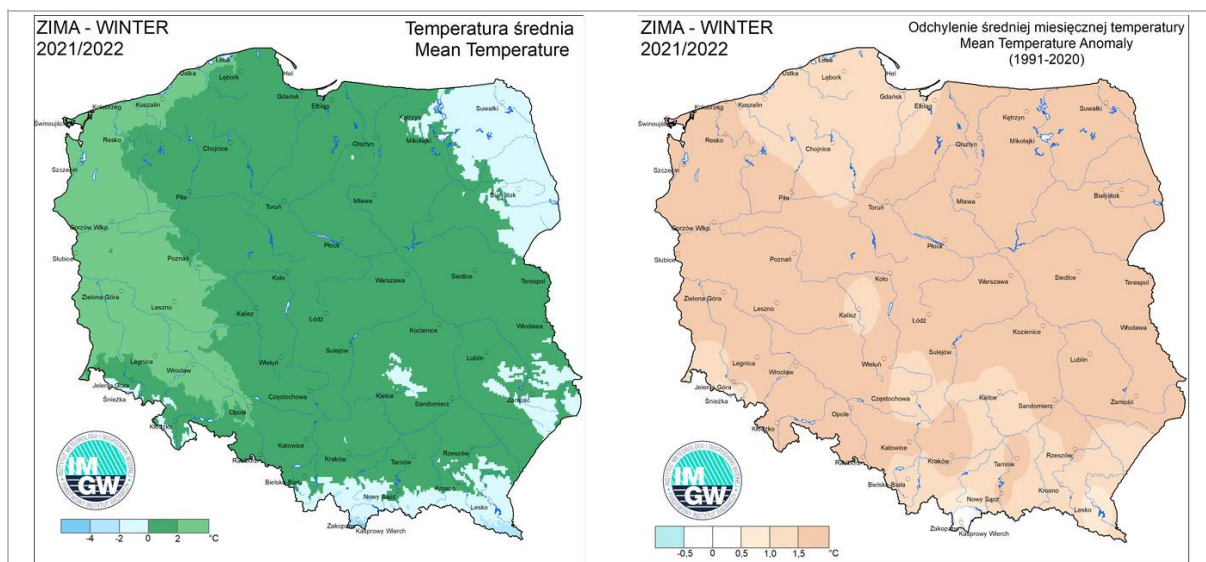 ZIMA - WINTER
2021/2022
Temperatura średnia
Mean Temperature
Łeba
Ustka
Lębork
Hel
Koszalin
Kołobrzeg
Gdańsk
Elbląg
Suwałki
Świnoujśc
Resko
Kętrzyn
Mikołajki
Chojnice
Olsztyn
Szczecin
Białystok
Piła
Mława
Toruń
Gorzów Wlkp.
Płock
Słubice
Poznań
Koło
Warszawa
Siedlce
Terespol
Zielona Góra
Leszno
Kalisz
Łódź
Kozienice
Włodawa
Sulejów
Legnica
Wrocław
Wieluń
Lublin
Jelenia Góra
Śnieżka
Opole
Częstochowa
Kielce
Sandomierz
Zamość
Kłodzko
Katowice
Kraków
Tarnów
Rzeszów
Bielsko-Biała
Nowy Sącz
Krosno
Lesko
Zakopane
Kasprowy Wierch
IM
GW
-4 -2 0 2 °C
ZIMA - WINTER
2021/2022
Odchylenie średniej miesięcznej temperatury
Mean Temperature Anomaly
(1991-2020)
Łeba
Ustka
Lębork
Hel
Koszalin
Kołobrzeg
Gdańsk
Elbląg
Suwałki
Świnoujśc
Resko
Kętrzyn
Mikołajki
Chojnice
Olsztyn
Szczecin
Piła
Białystok
Toruń
Mława
Gorzów Wlkp.
Płock
Słubice
Poznań
Koło
Warszawa
Siedlce
Terespol
Zielona Góra
Leszno
Kalisz
Łódź
Kozienice
Włodawa
Sulejów
Legnica
Wrocław
Wieluń
Lublin
Jelenia Góra
Śnieżka
Opole
Częstochowa
Kielce
Sandomierz
Zamość
Kłodzko
Katowice
Kraków
Tarnów
Rzeszów
Bielsko-Biała
Nowy Sącz
Krosno
Lesko
Zakopane
Kasprowy Wierch
IM
GW
-0,5 0 0,5 1,0 1,5 °C